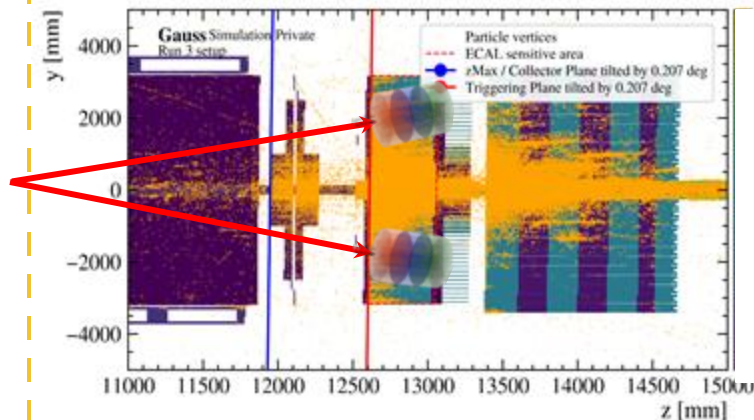 Gauss Simulation Private
Run 3 setup
Particle vertices
ECAL sensitive area
zMax / Collector Plane tilted by 0.207 deg
Triggering Plane tilted by 0.207 deg
y [mm]
4000
2000
0
−2000
−4000
11000 11500 12000 12500 13000 13500 14000 14500 15000
z [mm]